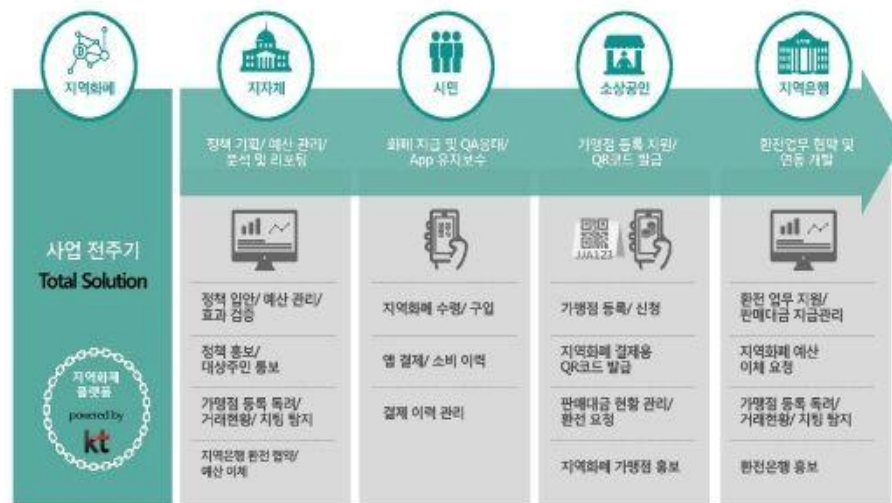 지역화폐
지자체
시민
소상공인
지역은행
정책 기획/ 예산 관리/
분석 및 리포팅
화폐 지급 및 QA응대/
App 유지보수
가맹점 등록 지원/
QR코드 발급
환전업무 협약 및
연동 개발
사업 전주기
Total Solution
지역화폐
플랫폼
powered by
kt
정책 입안/ 예산 관리/
효과 검증
정책 홍보/
대상주민 통보
가맹점 등록 독려/
거래현황/ 치팅 탐지
지역은행 환전 협약/
예산 이체
지역화폐 수령/ 구입
앱 결제/ 소비 이력
결제 이력 관리
JJA123
가맹점 등록/ 신청
지역화폐 결제용
QR코드 발급
판매대금 현황 관리/
환전 요청
지역화폐 가맹점 홍보
환전 업무 지원/
판매대금 지급관리
지역화폐 예산
이체 요청
가맹점 등록 독려/
거래현황/ 치팅 탐지
환전은행 홍보